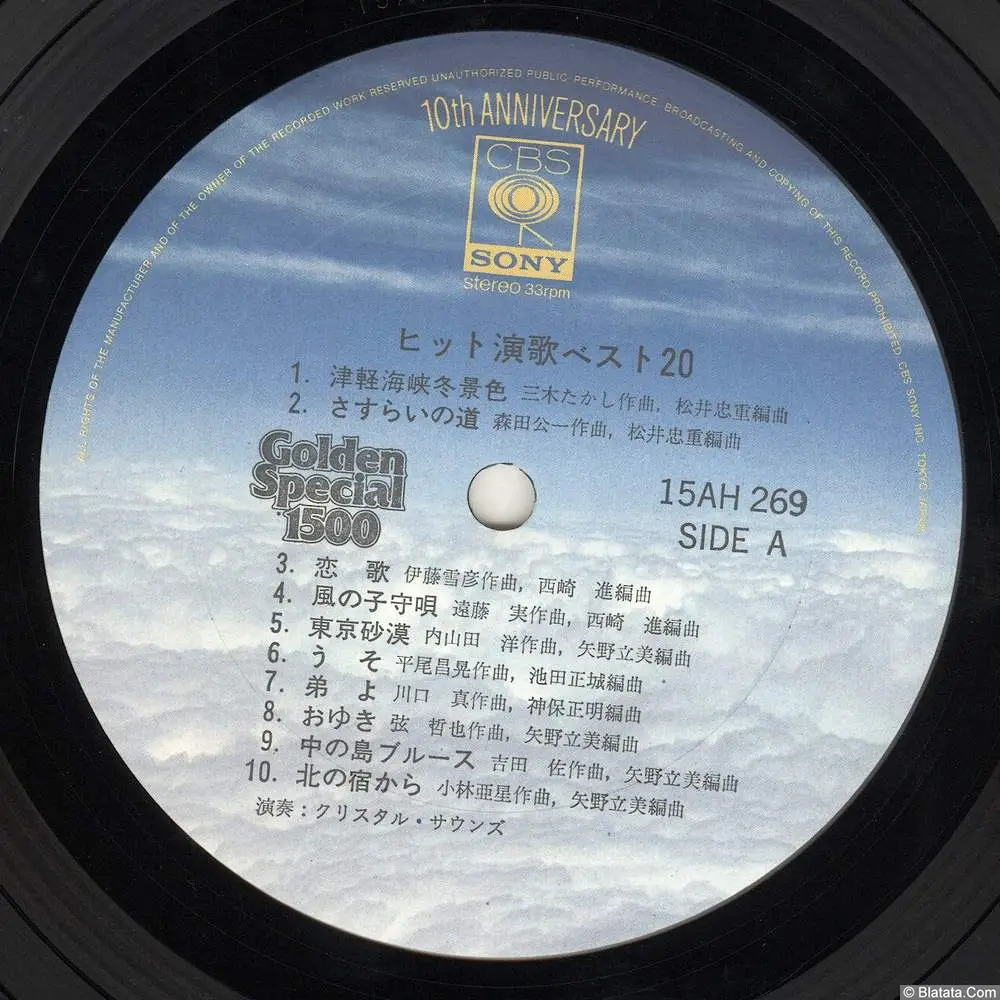 ALL RIGHTS OF THE MANUFACTURER AND OF THE OWNER OF THE RECORDED WORK RESERVED UNAUTHORIZED PUBLIC PERFORMANCE, BROADCASTING AND COPYING OF THIS RECORD PROHIBITED. CBS SONY INC. TOKYO JAPAN
10th ANNIVERSARY
CBS
SONY
stereo 33rpm
ヒット演歌ベスト20
1. 津軽海峡冬景色 三木たかし作曲, 松井忠重編曲
2. さすらいの道 森田公一作曲, 松井忠重編曲
Golden
Special
1500
15AH 269
SIDE A
3. 恋 歌 伊藤雪彦作曲, 西崎 進編曲
4. 風の子守唄 遠藤 実作曲, 西崎 進編曲
5. 東京砂漠 内山田 洋作曲, 矢野立美編曲
6. う そ 平尾昌晃作曲, 池田正城編曲
7. 弟 よ 川口 真作曲, 神保正明編曲
8. おゆき 弦 哲也作曲, 矢野立美編曲
9. 中の島ブルース 吉田 佐作曲, 矢野立美編曲
10. 北の宿から 小林亜星作曲, 矢野立美編曲
演奏:クリスタル・サウンズ
© Blatata.Com